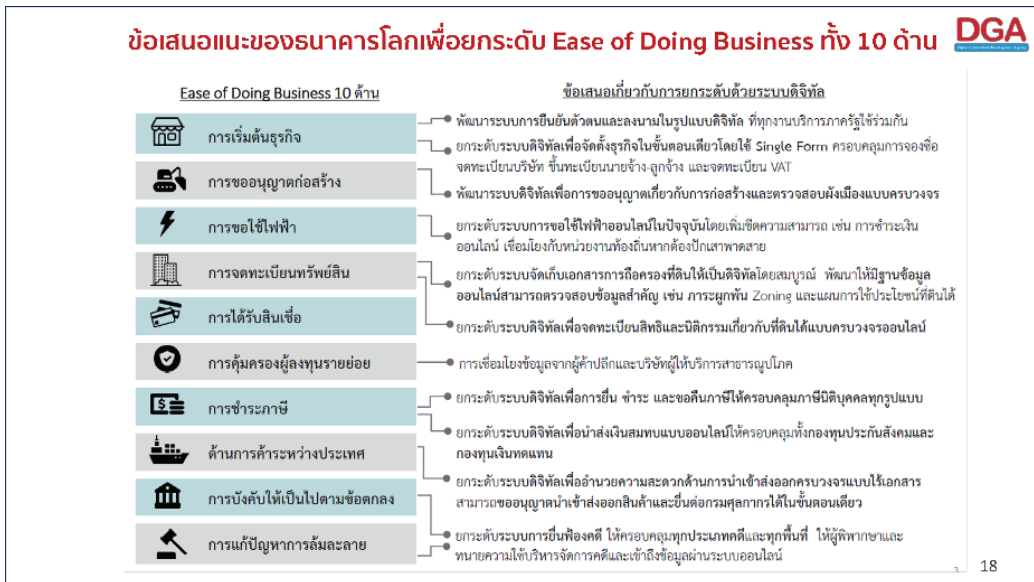 ข้อเสนอแนะของธนาคารโลกเพื่อยกระดับ Ease of Doing Business ทั้ง 10 ด้าน
DGA
Ease of Doing Business 10 ด้าน
การเริ่มต้นธุรกิจ
การขออนุญาตก่อสร้าง
การขอใช้ไฟฟ้า
การจดทะเบียนทรัพย์สิน
การได้รับสินเชื่อ
การคุ้มครองผู้ลงทุนรายย่อย
การชำระภาษี
ด้านการค้าระหว่างประเทศ
การบังคับให้เป็นไปตามข้อตกลง
การแก้ปัญหาการล้มละลาย
ข้อเสนอเกี่ยวกับการยกระดับด้วยระบบดิจิทัล
พัฒนาระบบการยืนยันตัวตนและลงนามในรูปแบบดิจิทัล ที่ทุกงานบริการภาครัฐใช้ร่วมกัน
ยกระดับระบบดิจิทัลเพื่อจัดตั้งธุรกิจในขั้นตอนเดียวโดยใช้ Single Form ครอบคลุมการจองชื่อ
จดทะเบียนบริษัท ขึ้นทะเบียนนายจ้าง-ลูกจ้าง และจดทะเบียน VAT
พัฒนาระบบดิจิทัลเพื่อการขออนุญาตเกี่ยวกับการก่อสร้างและตรวจสอบผังเมืองแบบครบวงจร
ยกระดับระบบการขอใช้ไฟฟ้าออนไลน์ในปัจจุบันโดยเพิ่มขีดความสามารถ เช่น การชำระเงิน
ออนไลน์ เชื่อมโยงกับหน่วยงานท้องถิ่นหากต้องปักเสาพาดสาย
ยกระดับระบบจัดเก็บเอกสารการถือครองที่ดินให้เป็นดิจิทัลโดยสมบูรณ์ พัฒนาให้มีฐานข้อมูล
ออนไลน์สามารถตรวจสอบข้อมูลสำคัญ เช่น ภาระผูกพัน Zoning และแผนการใช้ประโยชน์ที่ดินได้
ยกระดับระบบดิจิทัลเพื่อจดทะเบียนสิทธิและนิติกรรมเกี่ยวกับที่ดินได้แบบครบวงจรออนไลน์
การเชื่อมโยงข้อมูลจากผู้ค้าปลีกและบริษัทผู้ให้บริการสาธารณูปโภค
ยกระดับระบบดิจิทัลเพื่อการยื่น ชำระ และขอคืนภาษีให้ครอบคลุมภาษีนิติบุคคลทุกรูปแบบ
ยกระดับระบบดิจิทัลเพื่อนำส่งเงินสมทบแบบออนไลน์ให้ครอบคลุมทั้งกองทุนประกันสังคมและ
กองทุนเงินทดแทน
ยกระดับระบบดิจิทัลเพื่ออำนวยความสะดวกด้านการนำเข้าส่งออกครบวงจรแบบไร้เอกสาร
สามารถขออนุญาตนำเข้าส่งออกสินค้าและยื่นต่อกรมศุลกากรได้ในขั้นตอนเดียว
ยกระดับระบบการยื่นฟ้องคดี ให้ครอบคลุมทุกประเภทคดีและทุกพื้นที่ ให้ผู้พิพากษาและ
ทนายความใช้บริหารจัดการคดีและเข้าถึงข้อมูลผ่านระบบออนไลน์
3
18